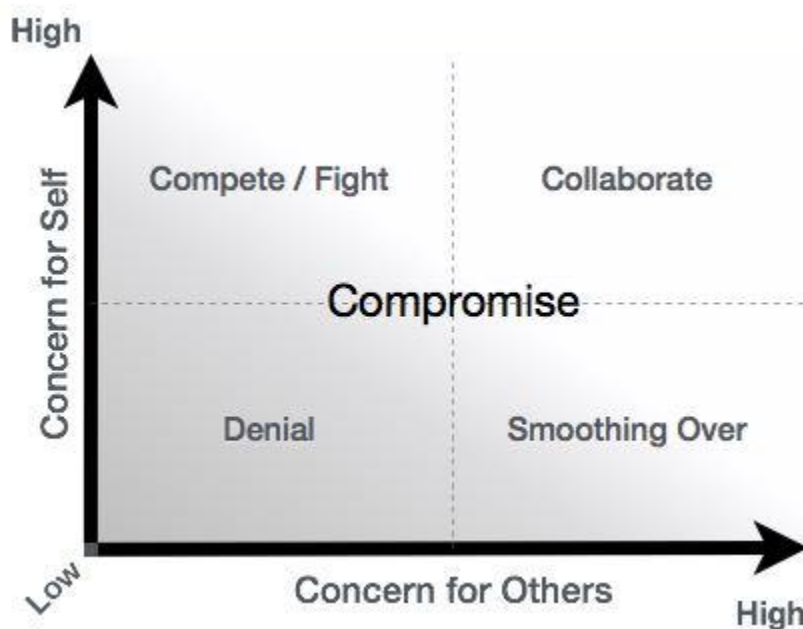 High
Concern for Self
Compete / Fight
Collaborate
Compromise
Denial
Smoothing Over
Low
Concern for Others
High